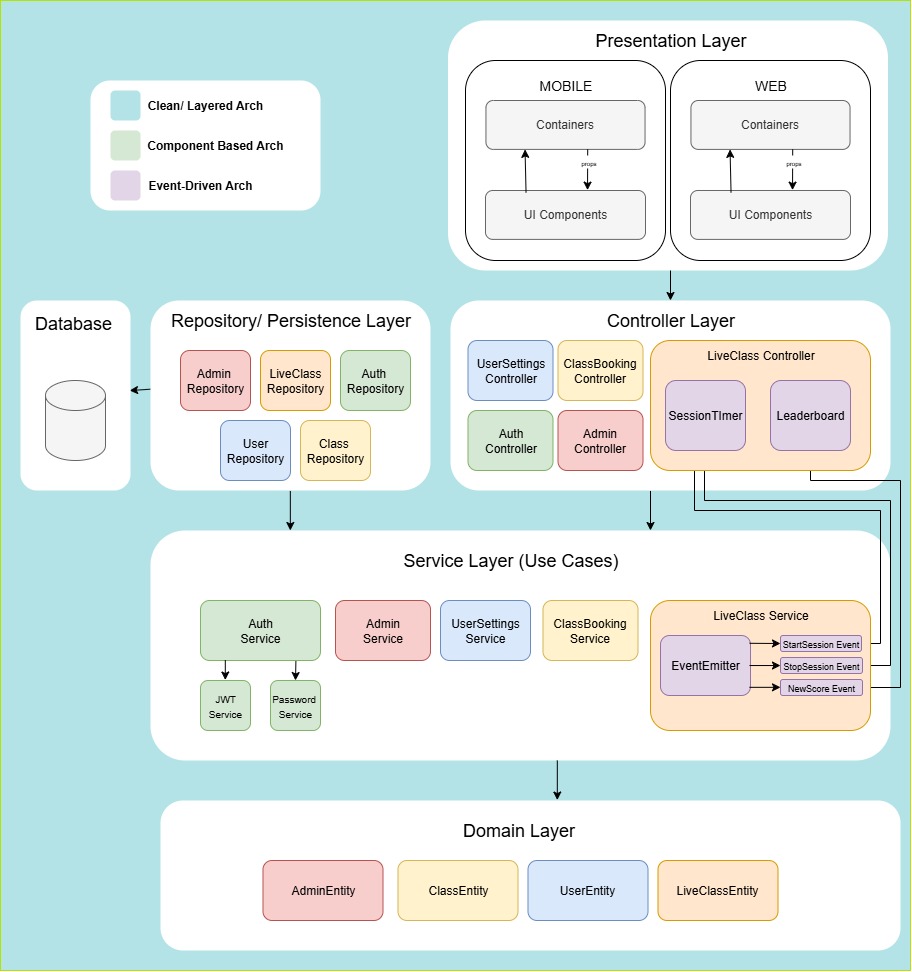 Presentation Layer
MOBILE
Containers
props
UI Components
WEB
Containers
props
UI Components
Clean/ Layered Arch
Component Based Arch
Event-Driven Arch
Database
Repository/ Persistence Layer
Admin
Repository
LiveClass
Repository
Auth
Repository
User
Repository
Class
Repository
Controller Layer
UserSettings
Controller
ClassBooking
Controller
Auth
Controller
Admin
Controller
LiveClass Controller
SessionTImer
Leaderboard
Service Layer (Use Cases)
Auth
Service
JWT
Service
Password
Service
Admin
Service
UserSettings
Service
ClassBooking
Service
LiveClass Service
EventEmitter
StartSession Event
StopSession Event
NewScore Event
Domain Layer
AdminEntity
ClassEntity
UserEntity
LiveClassEntity